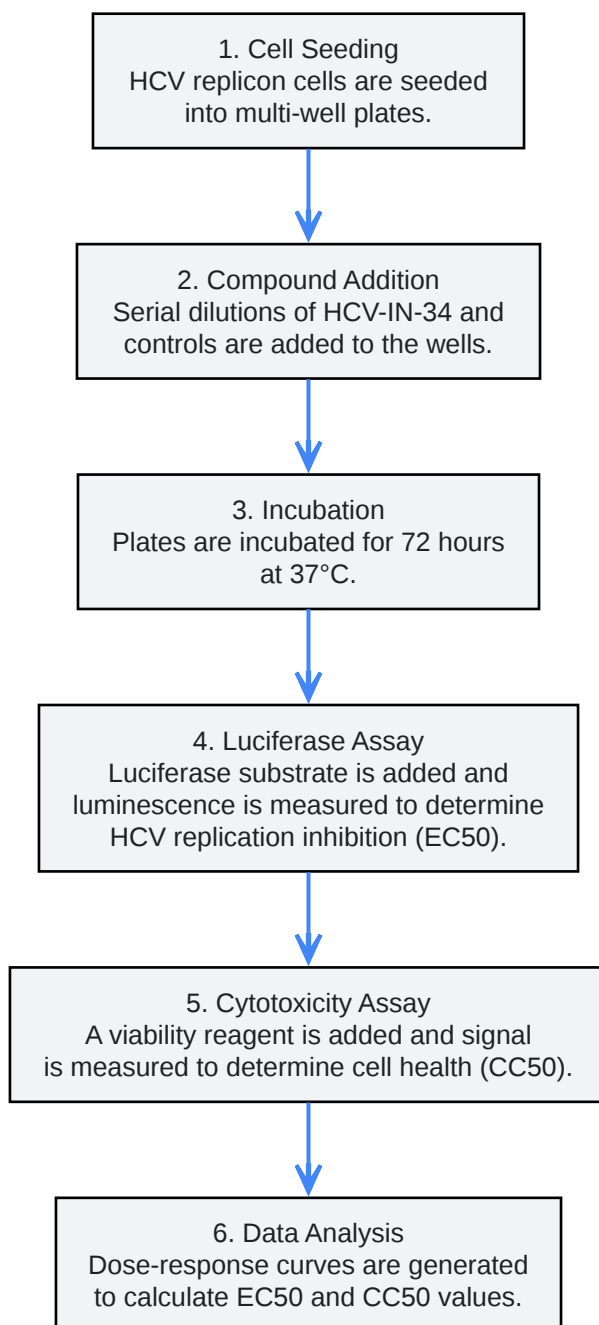 1. Cell Seeding
HCV replicon cells are seeded
into multi-well plates.
2. Compound Addition
Serial dilutions of HCV-IN-34 and
controls are added to the wells.
3. Incubation
Plates are incubated for 72 hours
at 37°C.
4. Luciferase Assay
Luciferase substrate is added and
luminescence is measured to determine
HCV replication inhibition (EC50).
5. Cytotoxicity Assay
A viability reagent is added and signal
is measured to determine cell health (CC50).
6. Data Analysis
Dose-response curves are generated
to calculate EC50 and CC50 values.